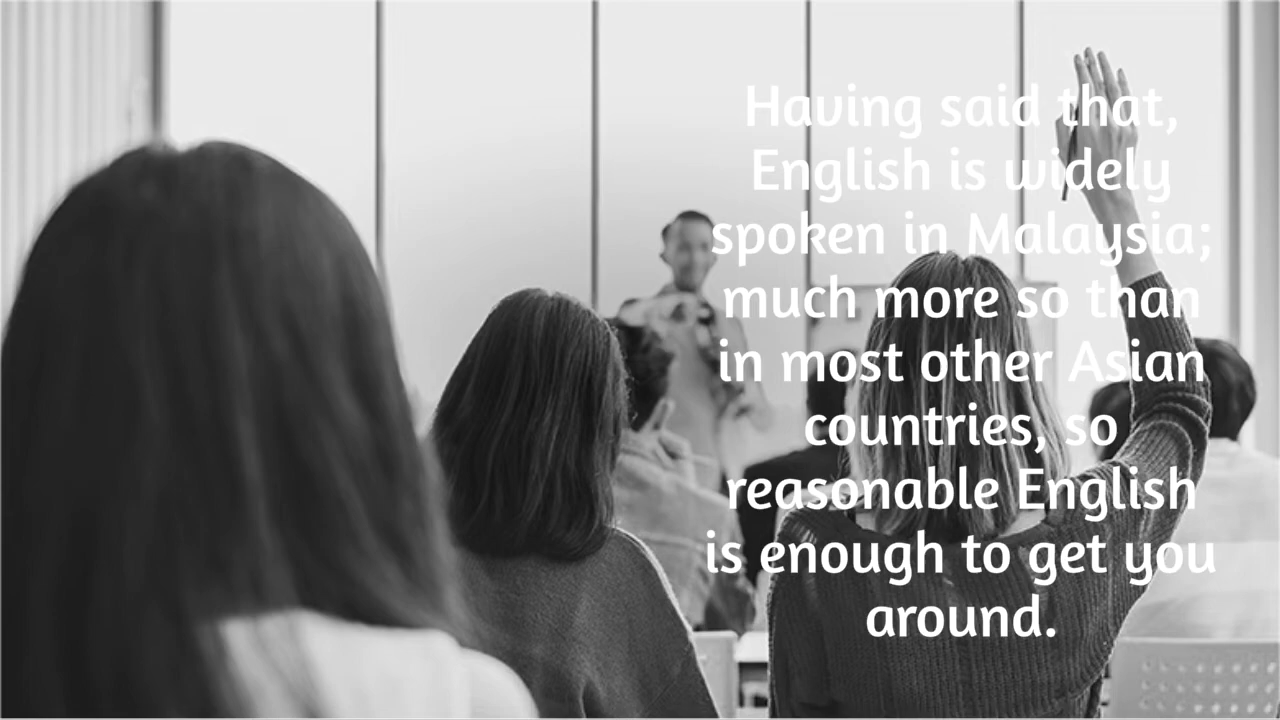 Having said that,
English is widely
spoken in Malaysia;
much more so than
in most other Asian
countries, so
reasonable English
is enough to get you
around.